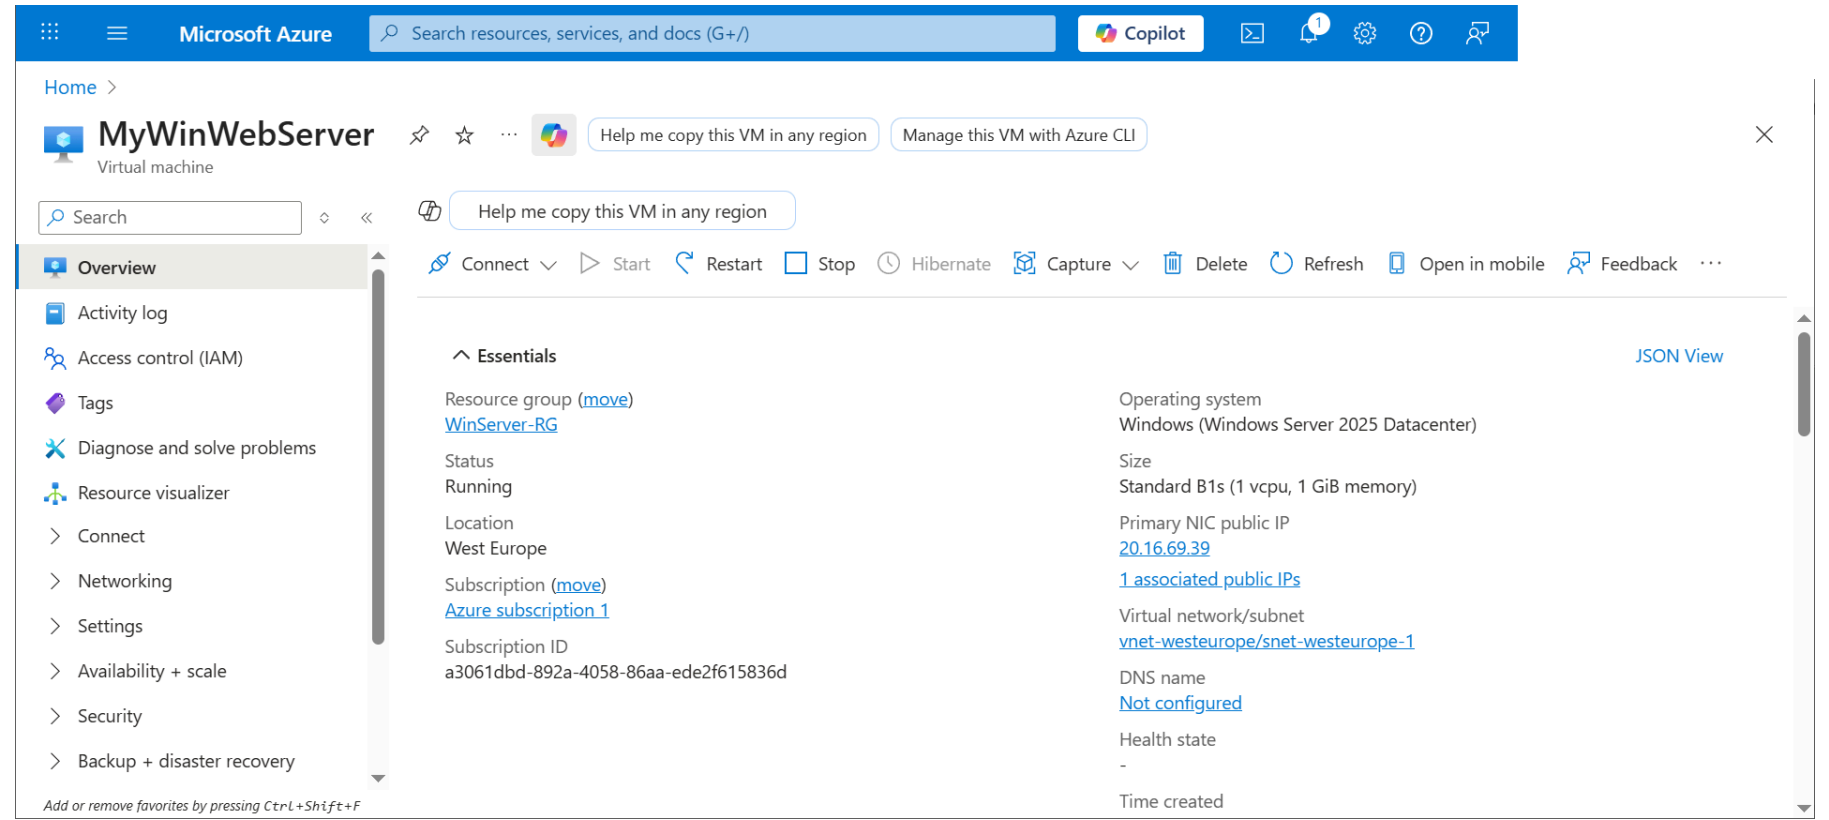 Microsoft Azure
Search resources, services, and docs (G+/)
Copilot
1
Home
MyWinWebServer
Virtual machine
Help me copy this VM in any region
Manage this VM with Azure CLI
Search
Help me copy this VM in any region
Connect
Start
Restart
Stop
Hibernate
Capture
Delete
Refresh
Open in mobile
Feedback
Overview
Activity log
Access control (IAM)
Tags
Diagnose and solve problems
Resource visualizer
Connect
Networking
Settings
Availability + scale
Security
Backup + disaster recovery
Add or remove favorites by pressing Ctrl+Shift+F
Essentials
JSON View
Resource group (move)
WinServer-RG
Status
Running
Location
West Europe
Subscription (move)
Azure subscription 1
Subscription ID
a3061dbd-892a-4058-86aa-ede2f615836d
Operating system
Windows (Windows Server 2025 Datacenter)
Size
Standard B1s (1 vcpu, 1 GiB memory)
Primary NIC public IP
20.16.69.39
1 associated public IPs
Virtual network/subnet
vnet-westeurope/snet-westeurope-1
DNS name
Not configured
Health state
-
Time created